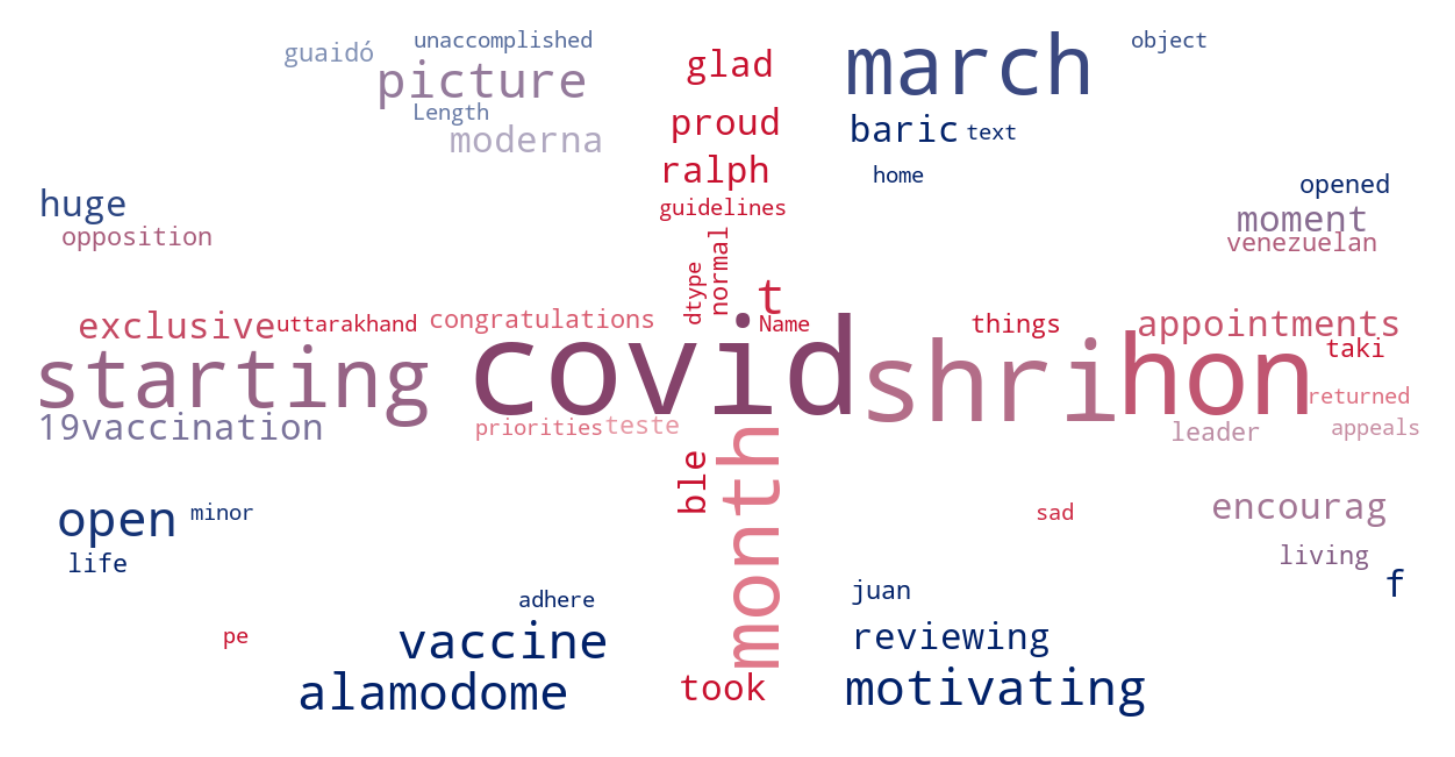 guaidó unaccomplished
picture
Length
moderna
glad
proud
ralph
guidelines
march
object
baric text
home
huge
opposition
opened
moment
venezuelan
dtype
normal
t
Name
exclusive uttarakhand congratulations
things appointments
taki
starting covid shri hon
returned
19vaccination
priorities teste
leader appeals
month
ble
open minor
life
sad
encourag
living
f
adhere
juan
pe
vaccine
reviewing
alamodome
took
motivating